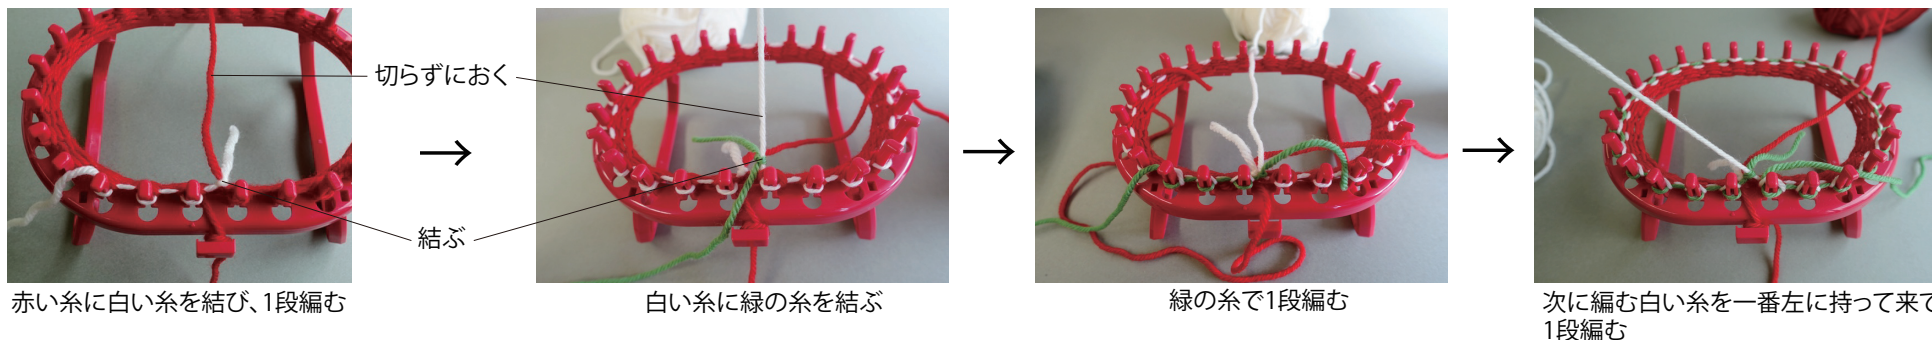 切らずにおく
結ぶ
赤い糸に白い糸を結び、1段編む
白い糸に緑の糸を結ぶ
緑の糸で1段編む
次に編む白い糸を一番左に持って来て
1段編む